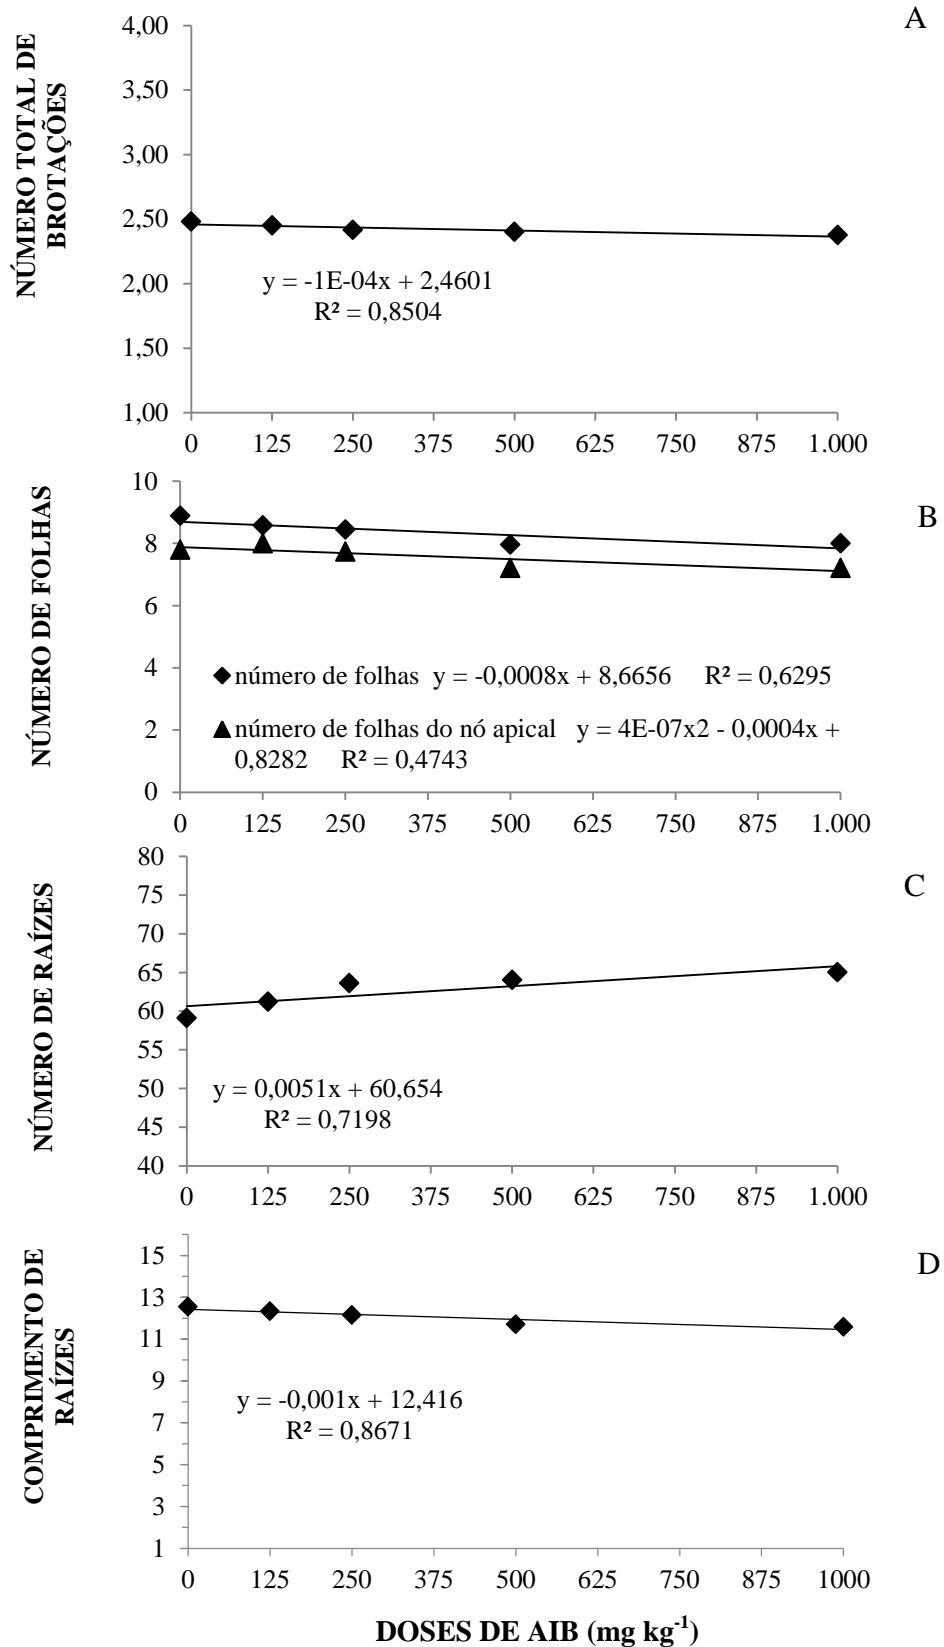 A
NÚMERO TOTAL DE
BROTAÇÕES
4,00
3,50
3,00
2,50
2,00
1,50
1,00
y = -1E-04x + 2,4601
R² = 0,8504
0 125 250 375 500 625 750 875 1.000
B
NÚMERO DE FOLHAS
10
8
6
4
2
0
número de folhas y = -0,0008x + 8,6656 R² = 0,6295
número de folhas do nó apical y = 4E-07x2 - 0,0004x +
0,8282 R² = 0,4743
0 125 250 375 500 625 750 875 1.000
C
NÚMERO DE RAÍZES
80
75
70
65
60
55
50
45
40
y = 0,0051x + 60,654
R² = 0,7198
0 125 250 375 500 625 750 875 1.000
D
COMPRIMENTO DE
RAÍZES
15
13
11
9
7
5
3
1
y = -0,001x + 12,416
R² = 0,8671
0 125 250 375 500 625 750 875 1000
DOSES DE AIB (mg kg⁻¹)